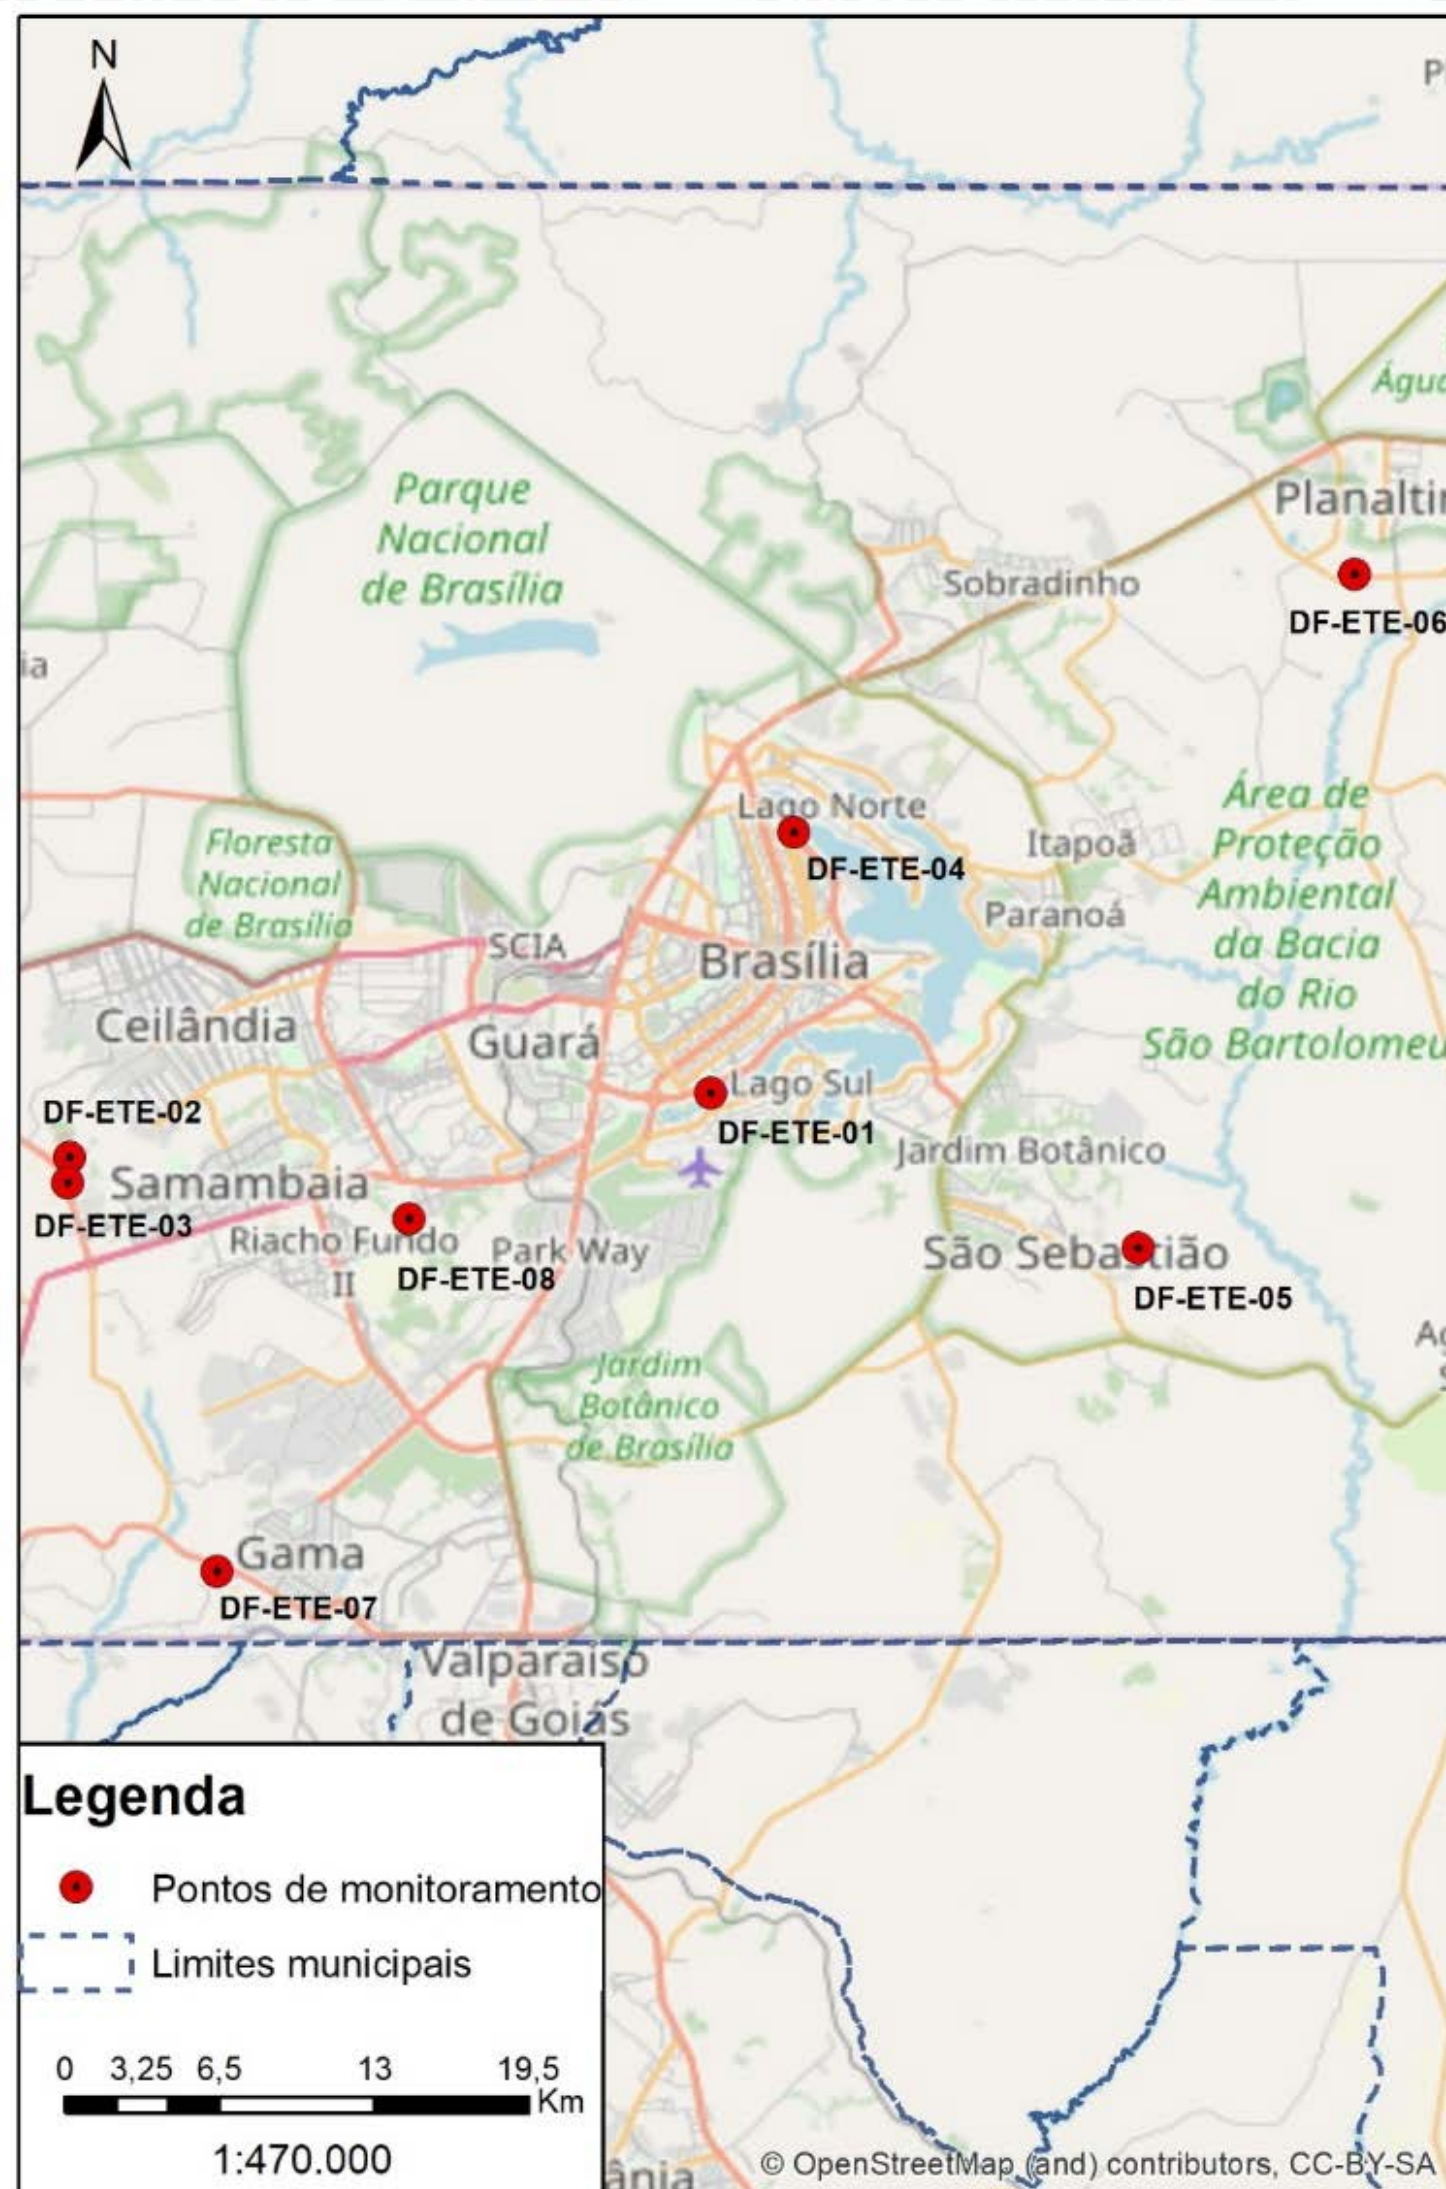 N
Pl
Água
Parque
Nacional
de Brasília
Planaltin
Sobradinho
DF-ETE-06
ia
Lago Norte
DF-ETE-04
Área de
Proteção
Ambiental
da Bacia
do Rio
São Bartolomeu
Itapoã
Paranoá
Floresta
Nacional
de Brasília
SCIA
Brasília
Ceilândia
Guará
Lago Sul
DF-ETE-01
DF-ETE-02
Jardim Botânico
Samambaia
DF-ETE-03
Riacho Fundo
II
Park Way
DF-ETE-08
São Sebastião
DF-ETE-05
Ag
S
Jardim
Botânico
de Brasília
Gama
DF-ETE-07
Valparaíso
de Goiás
Legenda
Pontos de monitoramento
Limites municipais
0 3,25 6,5 13 19,5
Km
1:470.000
ânia
© OpenStreetMap (and) contributors, CC-BY-SA